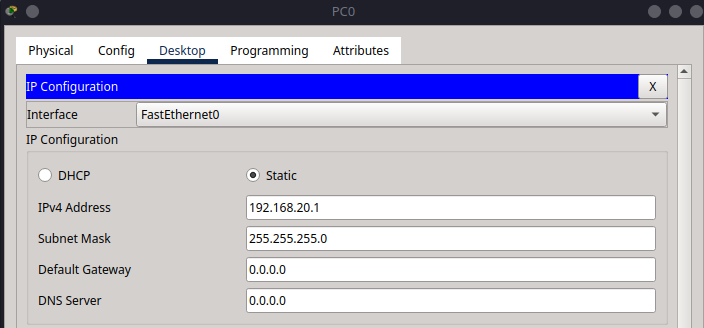 PC0
Physical Config Desktop Programming Attributes
IP Configuration X
Interface FastEthernet0
IP Configuration
DHCP Static
IPv4 Address 192.168.20.1
Subnet Mask 255.255.255.0
Default Gateway 0.0.0.0
DNS Server 0.0.0.0